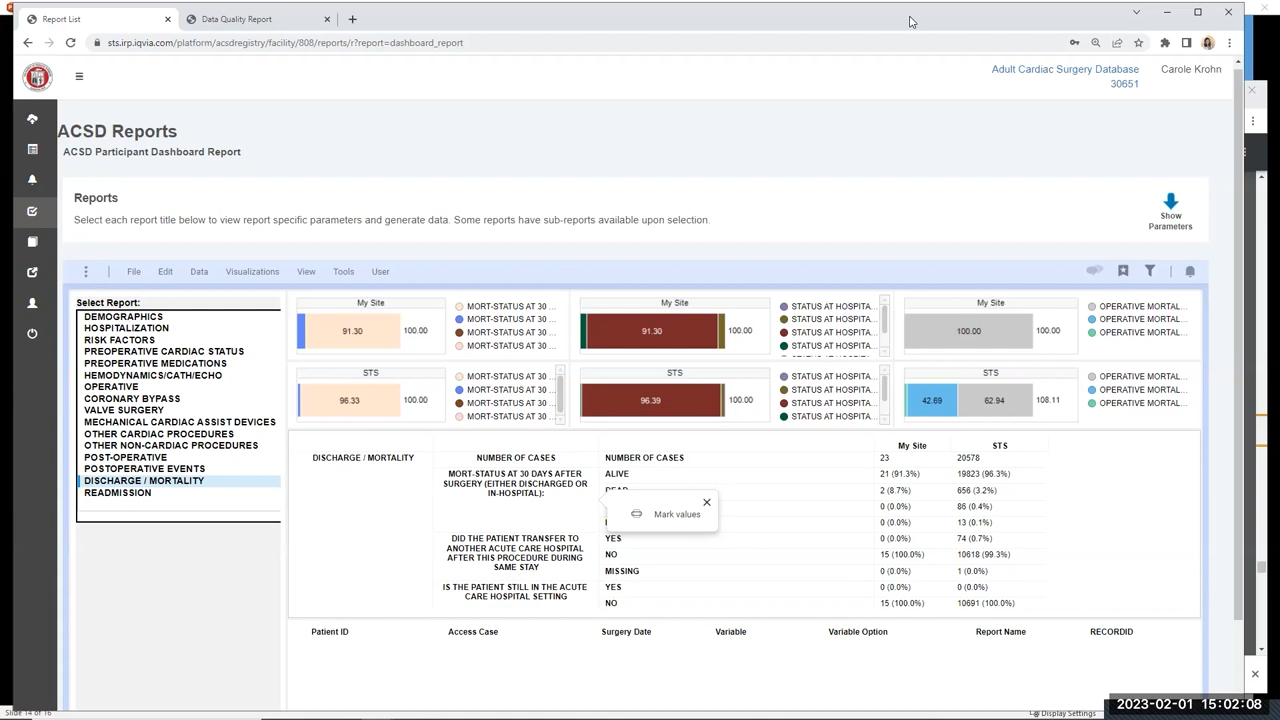 Report List
Data Quality Report
sts.irp.iqvia.com/platform/acsdregistry/facility/808/reports/r?report=dashboard_report
Adult Cardiac Surgery Database
30651
Carole Krohn
ACSD Reports
ACSD Participant Dashboard Report
Reports
Select each report title below to view report specific parameters and generate data. Some reports have sub-reports available upon selection.
Show
Parameters
File Edit Data Visualizations View Tools User
Select Report:
DEMOGRAPHICS
HOSPITALIZATION
RISK FACTORS
PREOPERATIVE CARDIAC STATUS
PREOPERATIVE MEDICATIONS
HEMODYNAMICS/CATH/ECHO
OPERATIVE
CORONARY BYPASS
VALVE SURGERY
MECHANICAL CARDIAC ASSIST DEVICES
OTHER CARDIAC PROCEDURES
OTHER NON-CARDIAC PROCEDURES
POST-OPERATIVE
POSTOPERATIVE EVENTS
DISCHARGE / MORTALITY
READMISSION
My Site
91.30 100.00
MORT-STATUS AT 30 ...
MORT-STATUS AT 30 ...
MORT-STATUS AT 30 ...
MORT-STATUS AT 30 ...
My Site
91.30 100.00
STATUS AT HOSPITA...
STATUS AT HOSPITA...
STATUS AT HOSPITA...
STATUS AT HOSPITA...
My Site
100.00 100.00
OPERATIVE MORTAL...
OPERATIVE MORTAL...
OPERATIVE MORTAL...
STS
96.33 100.00
MORT-STATUS AT 30 ...
MORT-STATUS AT 30 ...
MORT-STATUS AT 30 ...
MORT-STATUS AT 30 ...
STS
96.39 100.00
STATUS AT HOSPITA...
STATUS AT HOSPITA...
STATUS AT HOSPITA...
STATUS AT HOSPITA...
STS
42.69 62.94 108.11
OPERATIVE MORTAL...
OPERATIVE MORTAL...
OPERATIVE MORTAL...
My Site STS
DISCHARGE / MORTALITY NUMBER OF CASES NUMBER OF CASES 23 20578
MORT-STATUS AT 30 DAYS AFTER
SURGERY (EITHER DISCHARGED OR
IN-HOSPITAL):
ALIVE 21 (91.3%) 19823 (96.3%)
2 (8.7%) 656 (3.2%)
0 (0.0%) 86 (0.4%)
0 (0.0%) 13 (0.1%)
Mark values
DID THE PATIENT TRANSFER TO
ANOTHER ACUTE CARE HOSPITAL
AFTER THIS PROCEDURE DURING
SAME STAY
YES 0 (0.0%) 74 (0.7%)
NO 15 (100.0%) 10618 (99.3%)
MISSING 0 (0.0%) 1 (0.0%)
IS THE PATIENT STILL IN THE ACUTE
CARE HOSPITAL SETTING
YES 0 (0.0%) 0 (0.0%)
NO 15 (100.0%) 10691 (100.0%)
Patient ID Access Case Surgery Date Variable Variable Option Report Name RECORDID
Slide 14 of 16
Display Settings
2023-02-01 15:02:08